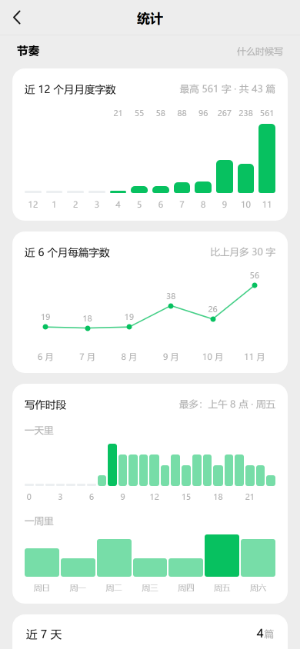 统计
节奏 什么时候写
近 12 个月月度字数 最高 561 字 · 共 43 篇
21 55 58 88 96 267 238 561
12 1 2 3 4 5 6 7 8 9 10 11
近 6 个月每篇字数 比上月多 30 字
19 18 19 38 26 56
6 月 7 月 8 月 9 月 10 月 11 月
写作时段 最多：上午 8 点 · 周五
一天里
0 3 6 9 12 15 18 21
一周里
周日 周一 周二 周三 周四 周五 周六
近 7 天 4篇